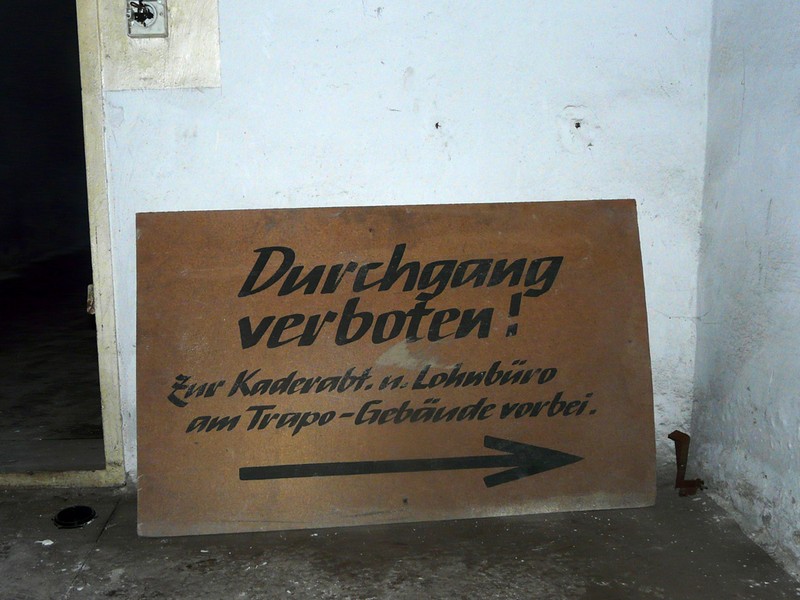 Durchgang
verboten!
Zur Kaderabt. u. Lohnbüro
am Trapo-Gebäude vorbei.